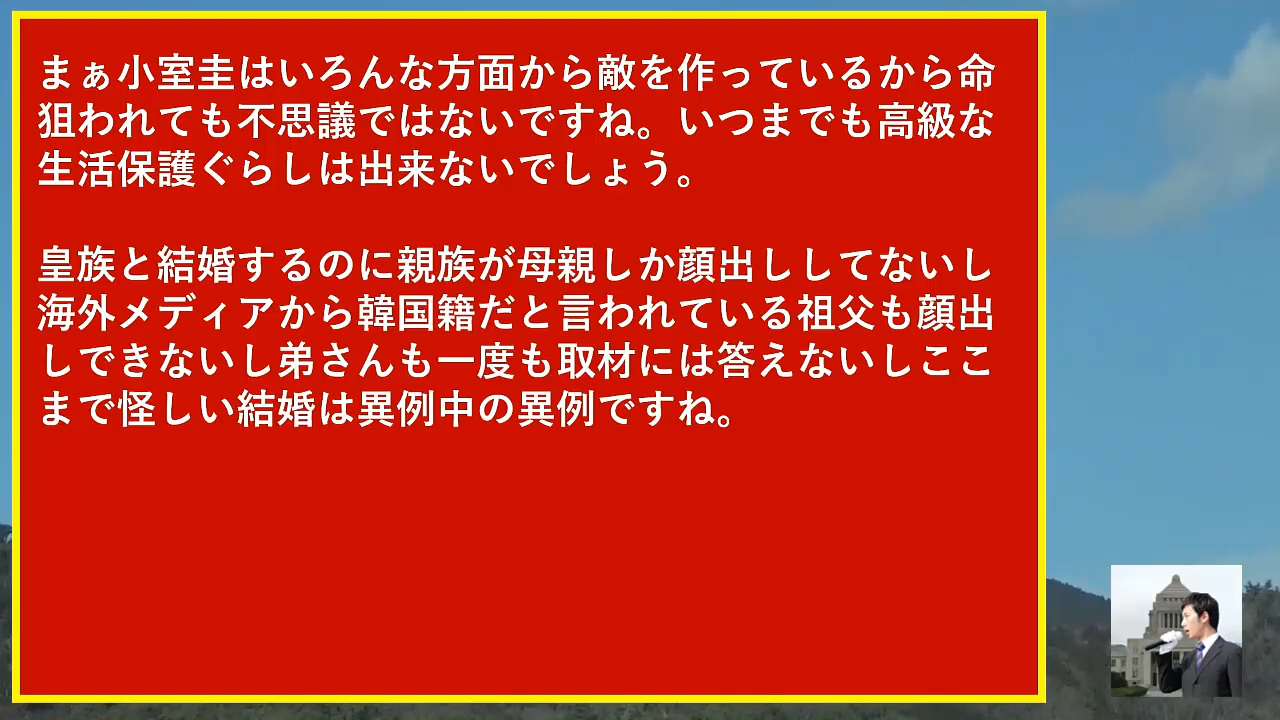 まぁ小室圭はいろんな方面から敵を作っているから命
狙われても不思議ではないですね。いつまでも高級な
生活保護ぐらしは出来ないでしょう。
皇族と結婚するのに親族が母親しか顔出ししてないし
海外メディアから韓国籍だと言われている祖父も顔出
しできないし弟さんも一度も取材には答えないしここ
まで怪しい結婚は異例中の異例ですね。